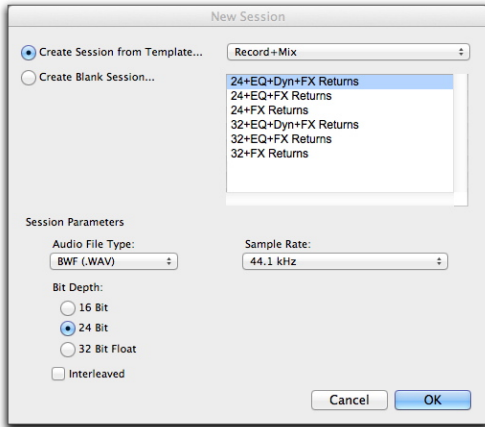 New Session
Create Session from Template...
Record+Mix
Create Blank Session...
24+EQ+Dyn+FX Returns
24+EQ+FX Returns
24+FX Returns
32+EQ+Dyn+FX Returns
32+EQ+FX Returns
32+FX Returns
Session Parameters
Audio File Type:
Sample Rate:
BWF (.WAV)
44.1 kHz
Bit Depth:
16 Bit
24 Bit
32 Bit Float
Interleaved
Cancel
OK